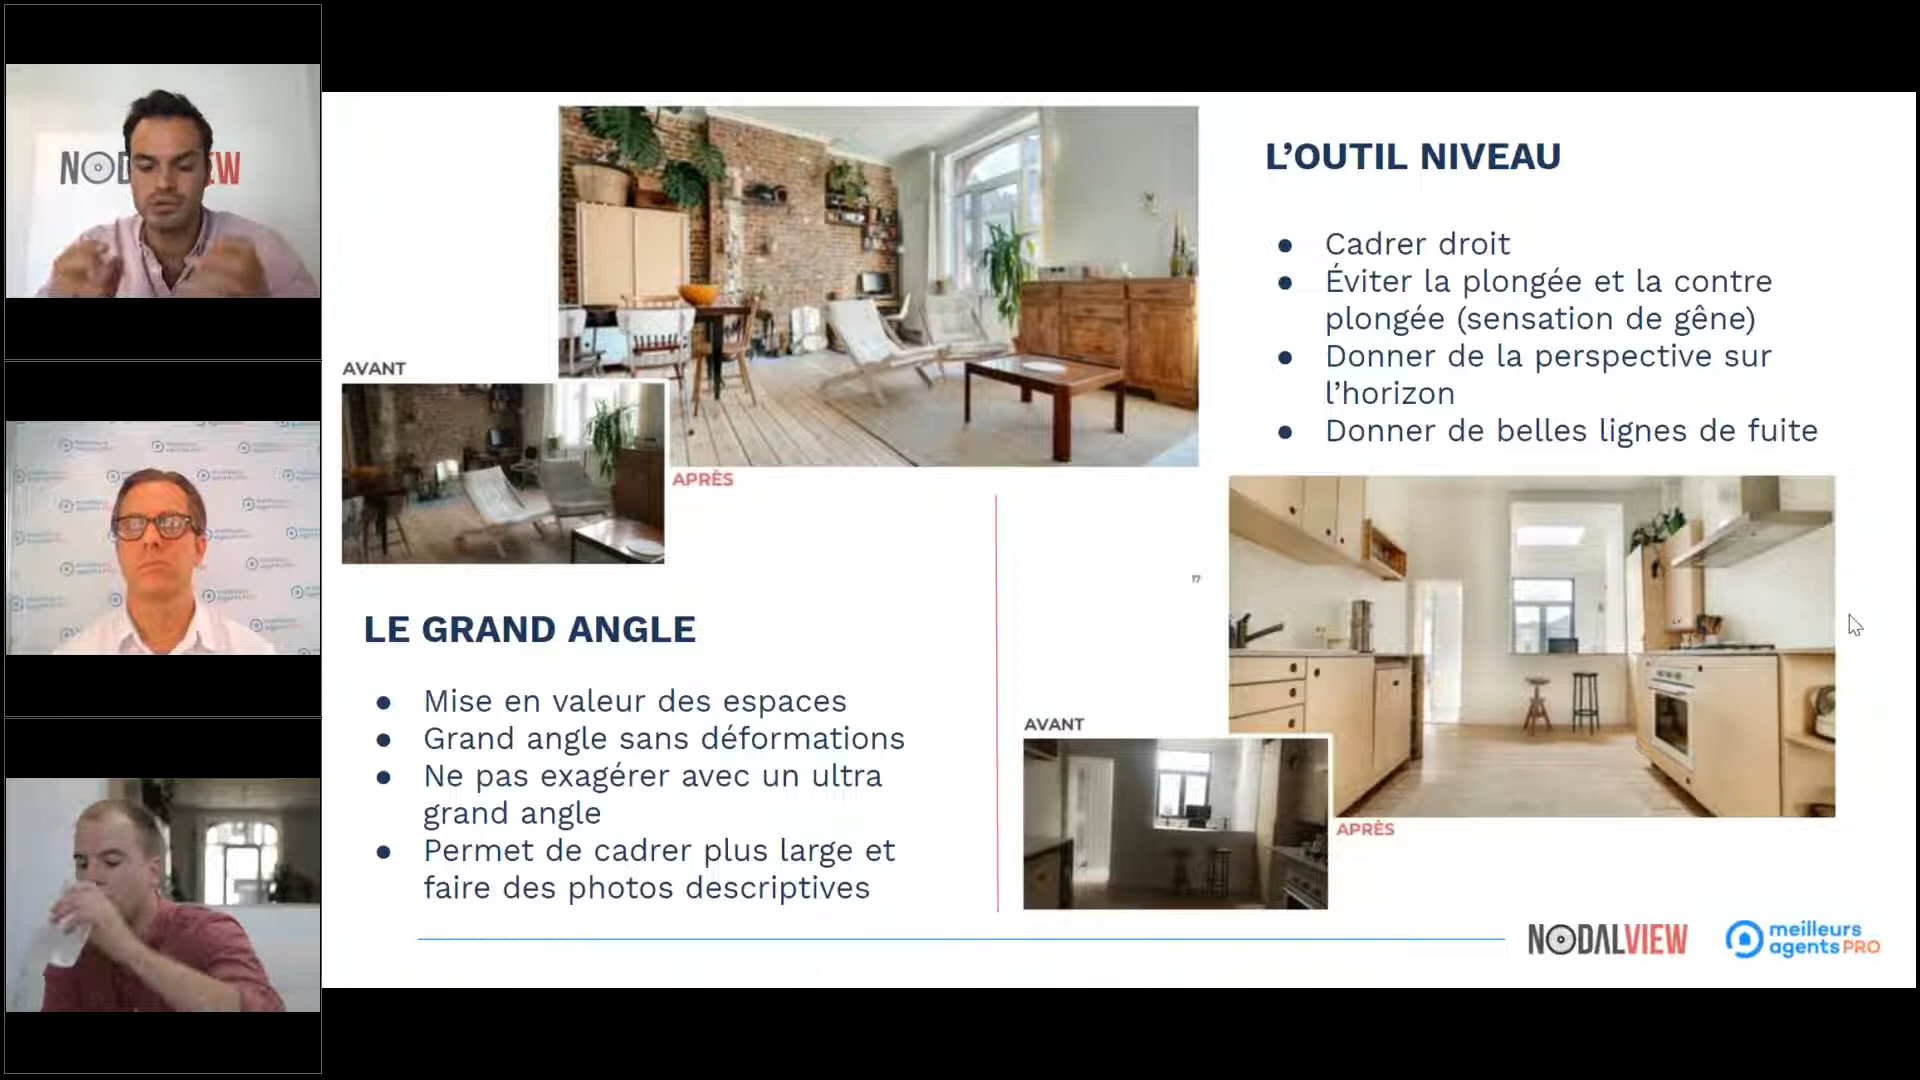 NOD
EW
AVANT
APRÈS
LE GRAND ANGLE
● Mise en valeur des espaces
● Grand angle sans déformations
● Ne pas exagérer avec un ultra
grand angle
● Permet de cadrer plus large et
faire des photos descriptives
L’OUTIL NIVEAU
● Cadrer droit
● Éviter la plongée et la contre
plongée (sensation de gêne)
● Donner de la perspective sur
l’horizon
● Donner de belles lignes de fuite
17
AVANT
APRÈS
NODALVIEW
meilleurs
agents PRO